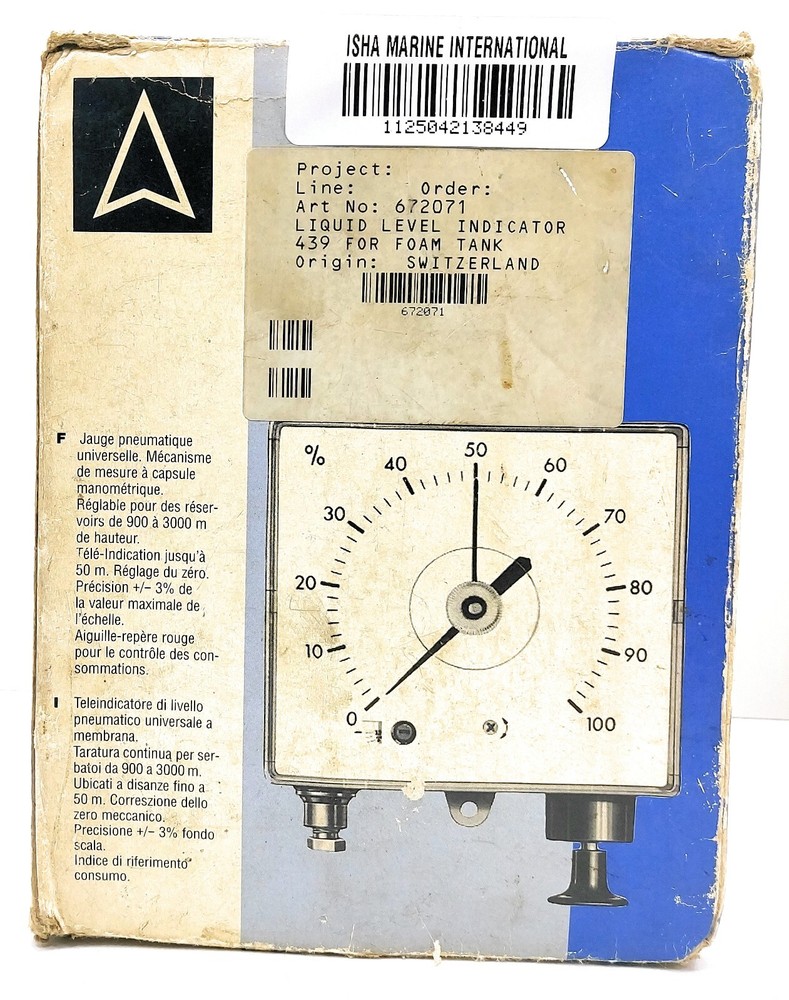 ISHA MARINE INTERNATIONAL
1125042138449
Project:
Line: Order:
Art No: 672071
LIQUID LEVEL INDICATOR
439 FOR FOAM TANK
Origin: SWITZERLAND
672071
F Jauge pneumatique
universelle. Mécanisme
de mesure à capsule
manométrique.
Réglable pour des réser-
voirs de 900 à 3000 m
de hauteur.
Télé-Indication jusqu'à
50 m. Réglage du zéro.
Précision +/– 3% de
la valeur maximale de
l'échelle.
Aiguille-repère rouge
pour le contrôle des con-
sommations.
I Teleindicatore di livello
pneumatico universale a
membrana.
Taratura continua per ser-
batoi da 900 a 3000 m.
Ubicati a disanze fino a
50 m. Correszione dello
zero meccanico.
Precisione +/– 3% fondo
scala.
Indice di riferimento
consumo.
%
0
10
20
30
40
50
60
70
80
90
100